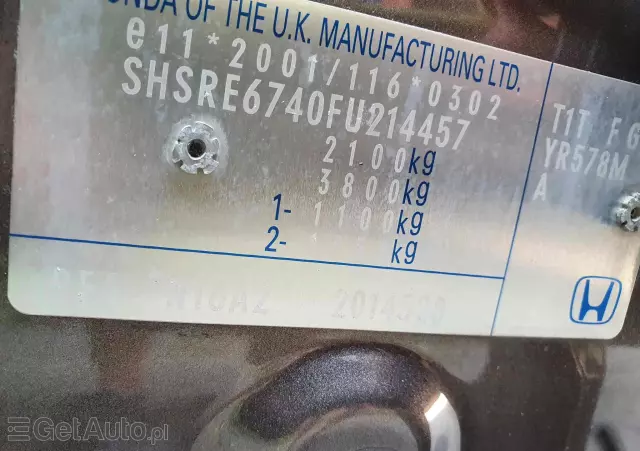 ONDA OF THE U.K. MANUFACTURING LTD.
e11*2001/116*0302
SHSRE6740FU214457
2100kg
3800kg
1- 1100kg
2- kg
T1T F6
YR578M
A
GetAuto.pl